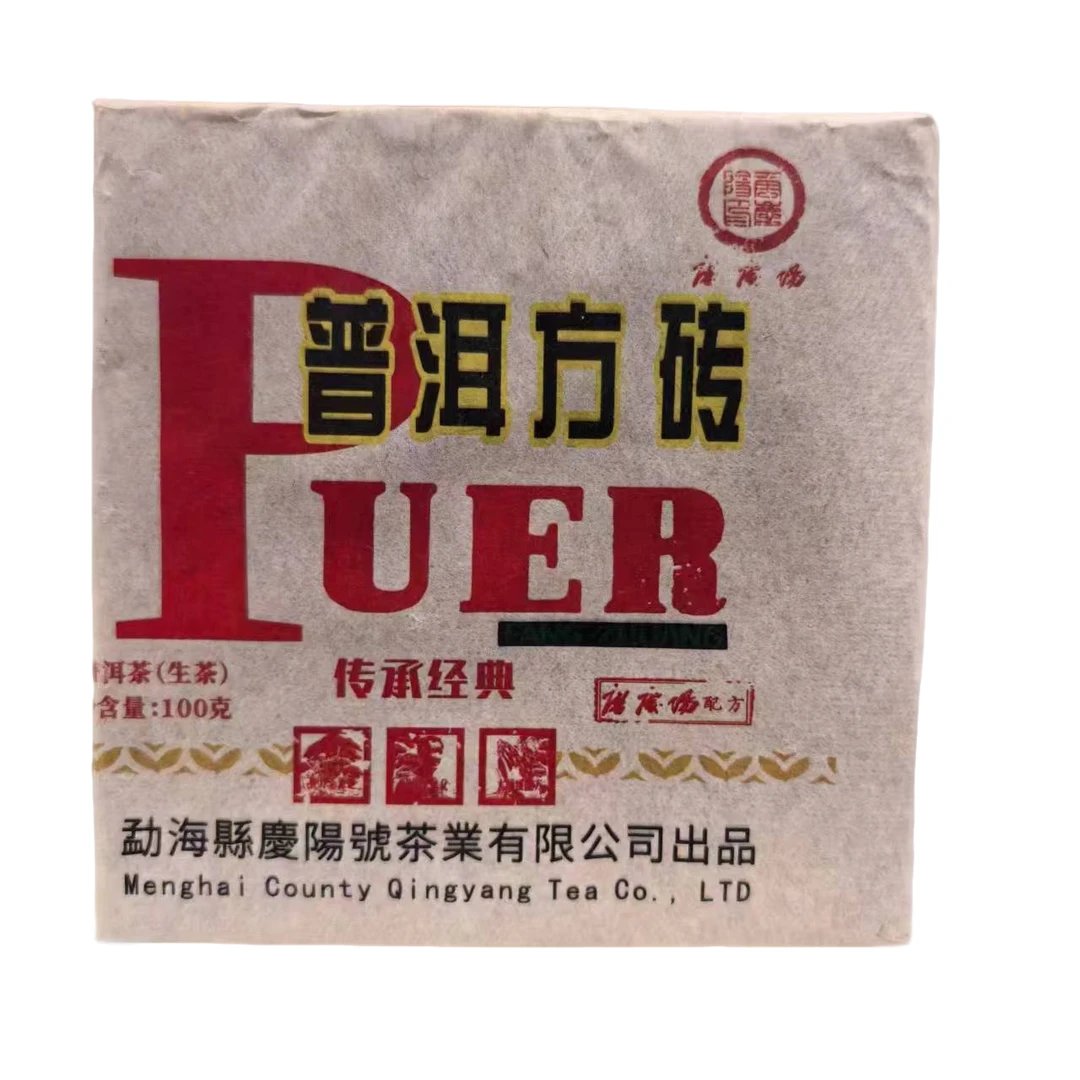 普洱方砖
PUER
FANG ZHUANG
洱茶(生茶)
含量:100克
传承经典
配方
勐海縣慶陽號茶業有限公司出品
Menghai County Qingyang Tea Co., LTD